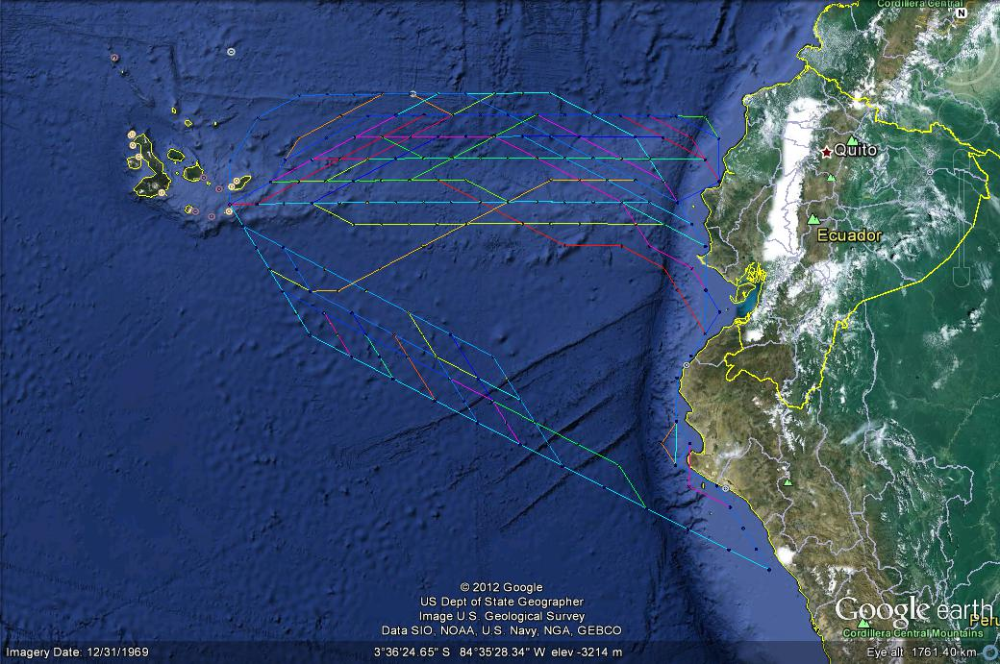 Cordillera Central
N
Quito
Ecuador
© 2012 Google
US Dept of State Geographer
Image U.S. Geological Survey
Data SIO, NOAA, U.S. Navy, NGA, GEBCO
Google earth
Peru
Cordillera Central Mountains
Imagery Date: 12/31/1969
3°36'24.65" S 84°35'28.34" W elev -3214 m
Eye alt 1761.40 km